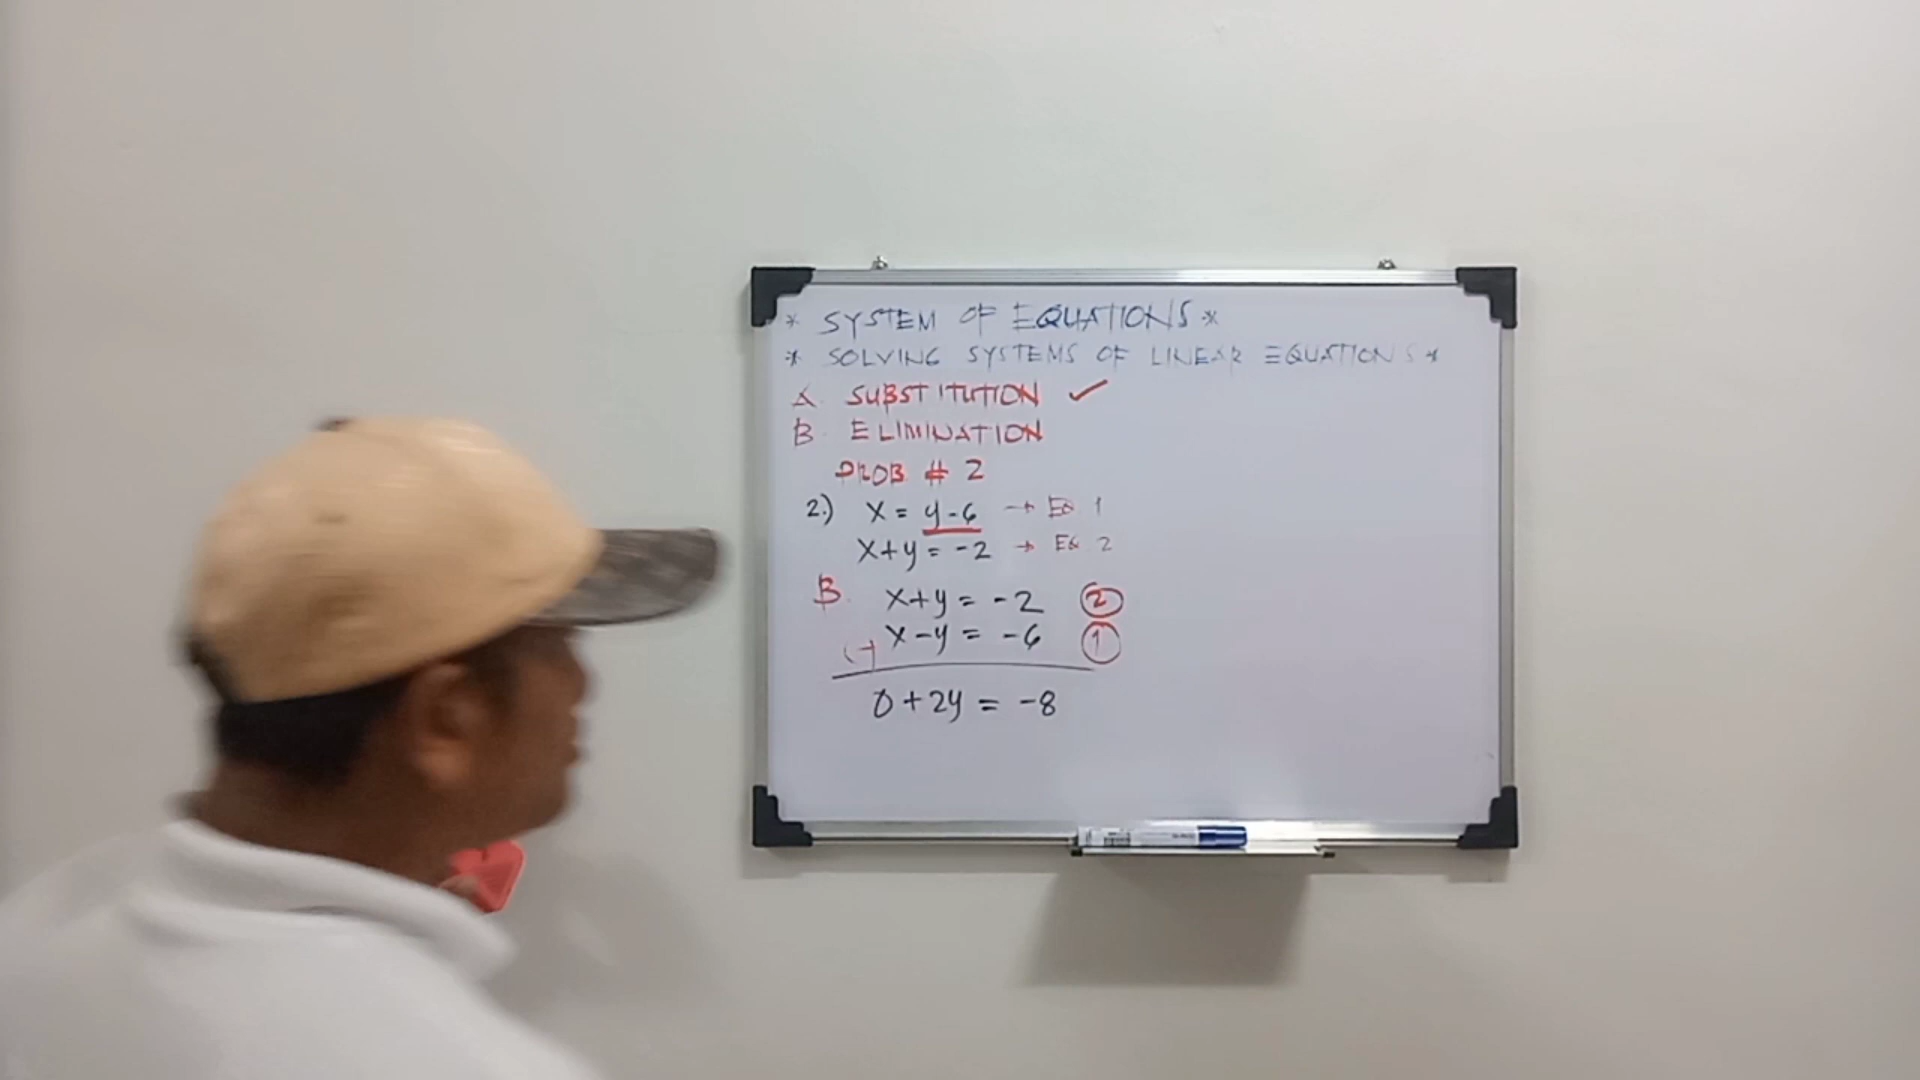 * SYSTEM OF EQUATIONS *
* SOLVING SYSTEMS OF LINEAR EQUATIONS *
A SUBSTITUTION ✓
B. ELIMINATION
PROB # 2
2.) x = y - 6 → EQ 1
x + y = -2 → EQ 2
B. x + y = -2 ②
(-) x - y = -6 ①
0 + 2y = -8